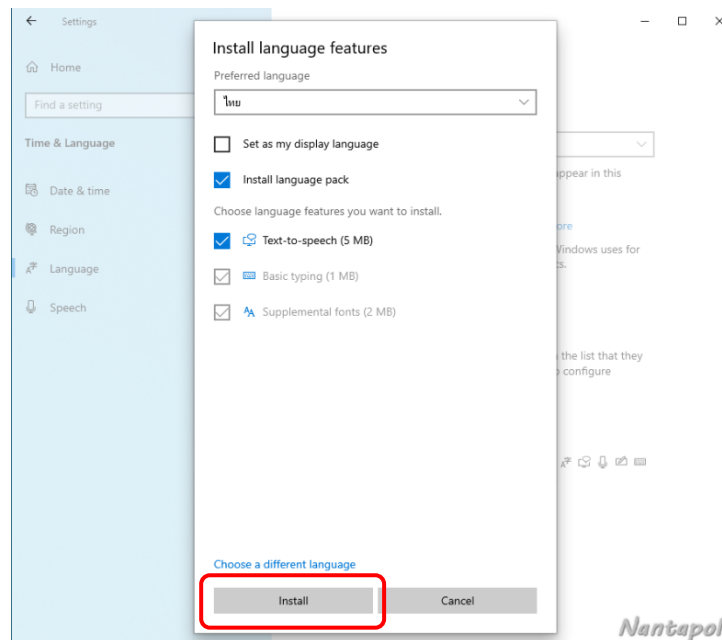 Settings
Home
Find a setting
Time & Language
Date & time
Region
Language
Speech
Install language features
Preferred language
ไทย
Set as my display language
Install language pack
Choose language features you want to install.
Text-to-speech (5 MB)
Basic typing (1 MB)
Supplemental fonts (2 MB)
Choose a different language
Install
Cancel
appear in this
Windows uses for
the list that they
configure
Nantapol